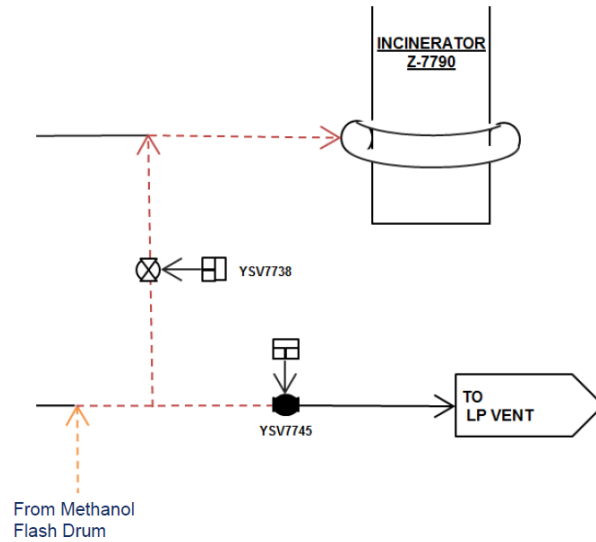 INCINERATOR
Z-7790
YSV7738
TO
LP VENT
YSV7745
From Methanol
Flash Drum